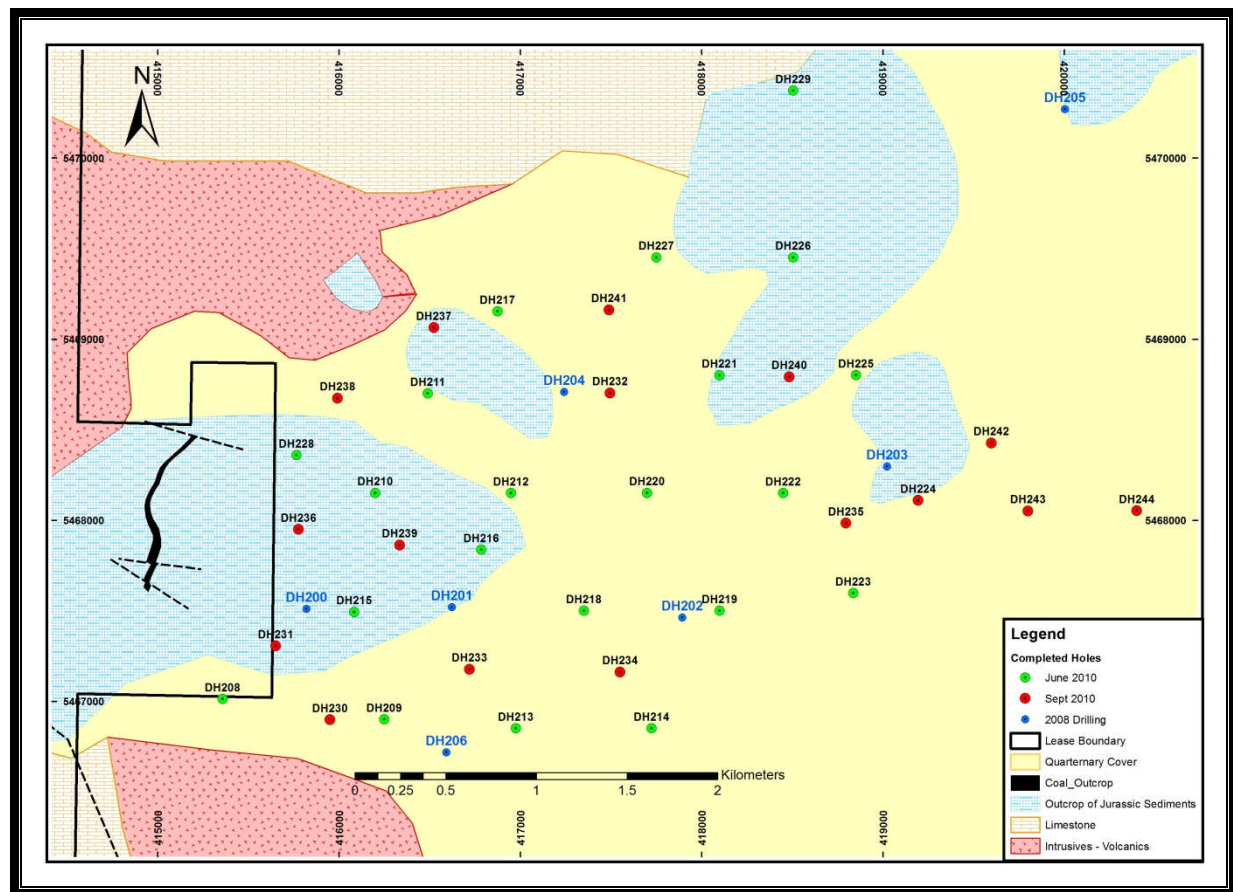 415000
416000
417000
418000
419000
420000
N
DH229
DH205
5470000
5470000
DH227
DH226
DH217
DH241
DH237
5469000
5469000
DH221
DH240
DH225
DH204
DH232
DH211
DH238
DH228
DH242
DH203
DH210
DH212
DH220
DH222
DH224
DH243
DH244
5468000
5468000
DH235
DH236
DH239
DH216
DH223
DH200
DH215
DH201
DH218
DH202
DH219
DH231
DH233
DH234
DH208
5467000
DH230
DH209
DH213
DH214
DH206
Kilometers
0 0.25 0.5 1 1.5 2
415000
416000
417000
418000
419000
Legend
Completed Holes
June 2010
Sept 2010
2008 Drilling
Lease Boundary
Quarternary Cover
Coal_Outcrop
Outcrop of Jurassic Sediments
Limestone
Intrusives - Volcanics